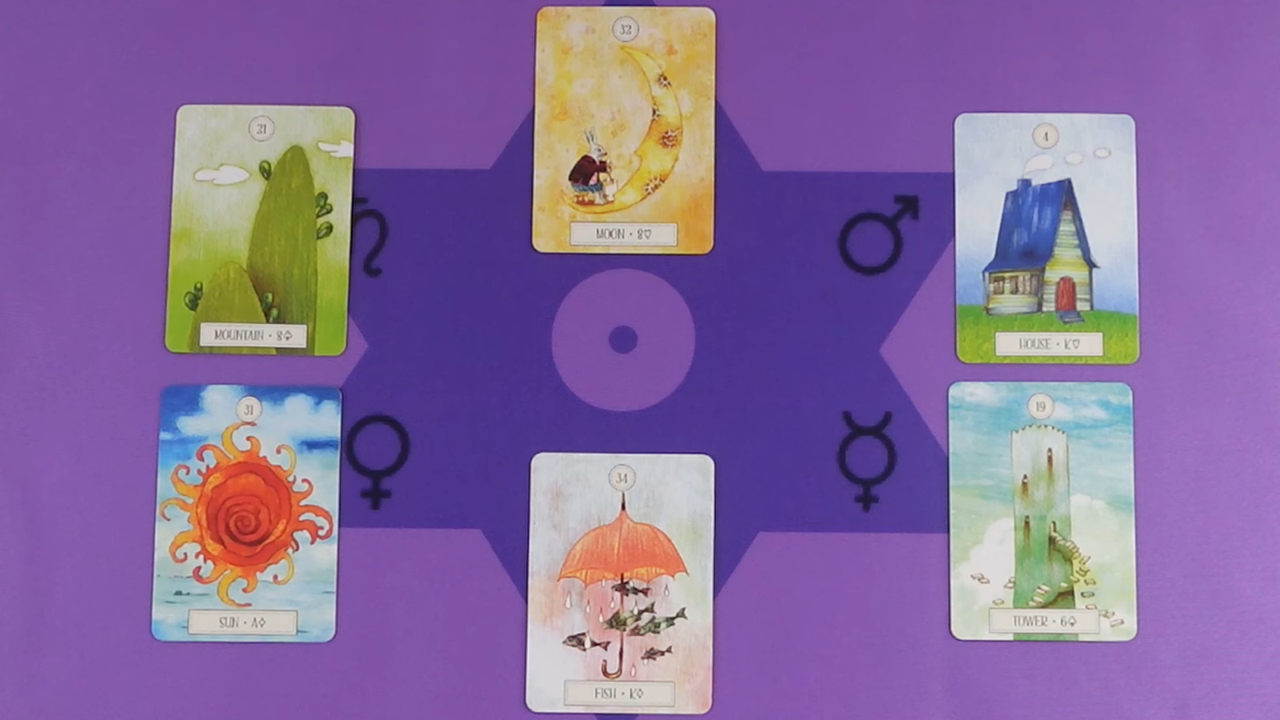 32
MOON • 8♡
21
MOUNTAIN • 8♧
4
HOUSE • K♡
31
SUN • A♢
19
TOWER • 6♤
34
FISH • K♢